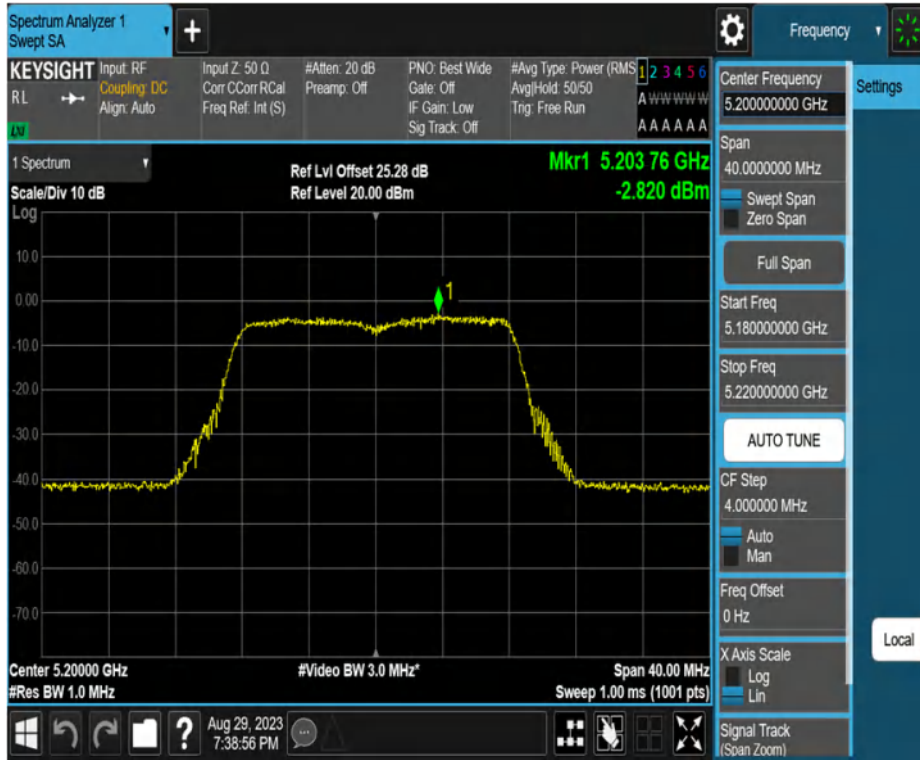 Spectrum Analyzer 1
Swept SA
+
Frequency
KEYSIGHT
RL
LXI
Input: RF
Coupling: DC
Align: Auto
Input Z: 50 Ω
Corr CCorr RCal
Freq Ref: Int (S)
#Atten: 20 dB
Preamp: Off
PNO: Best Wide
Gate: Off
IF Gain: Low
Sig Track: Off
#Avg Type: Power (RMS
Avg|Hold: 50/50
Trig: Free Run
1 2 3 4 5 6
A W W W W W
A A A A A A
1 Spectrum
Scale/Div 10 dB
Log
Ref Lvl Offset 25.28 dB
Ref Level 20.00 dBm
Mkr1 5.203 76 GHz
-2.820 dBm
10.0
0.00
-10.0
-20.0
-30.0
-40.0
-50.0
-60.0
-70.0
1
Center 5.20000 GHz
#Res BW 1.0 MHz
#Video BW 3.0 MHz*
Span 40.00 MHz
Sweep 1.00 ms (1001 pts)
?
Aug 29, 2023
7:38:56 PM
Center Frequency
5.200000000 GHz
Span
40.0000000 MHz
Swept Span
Zero Span
Full Span
Start Freq
5.180000000 GHz
Stop Freq
5.220000000 GHz
AUTO TUNE
CF Step
4.000000 MHz
Auto
Man
Freq Offset
0 Hz
X Axis Scale
Log
Lin
Signal Track
(Span Zoom)
Settings
Local